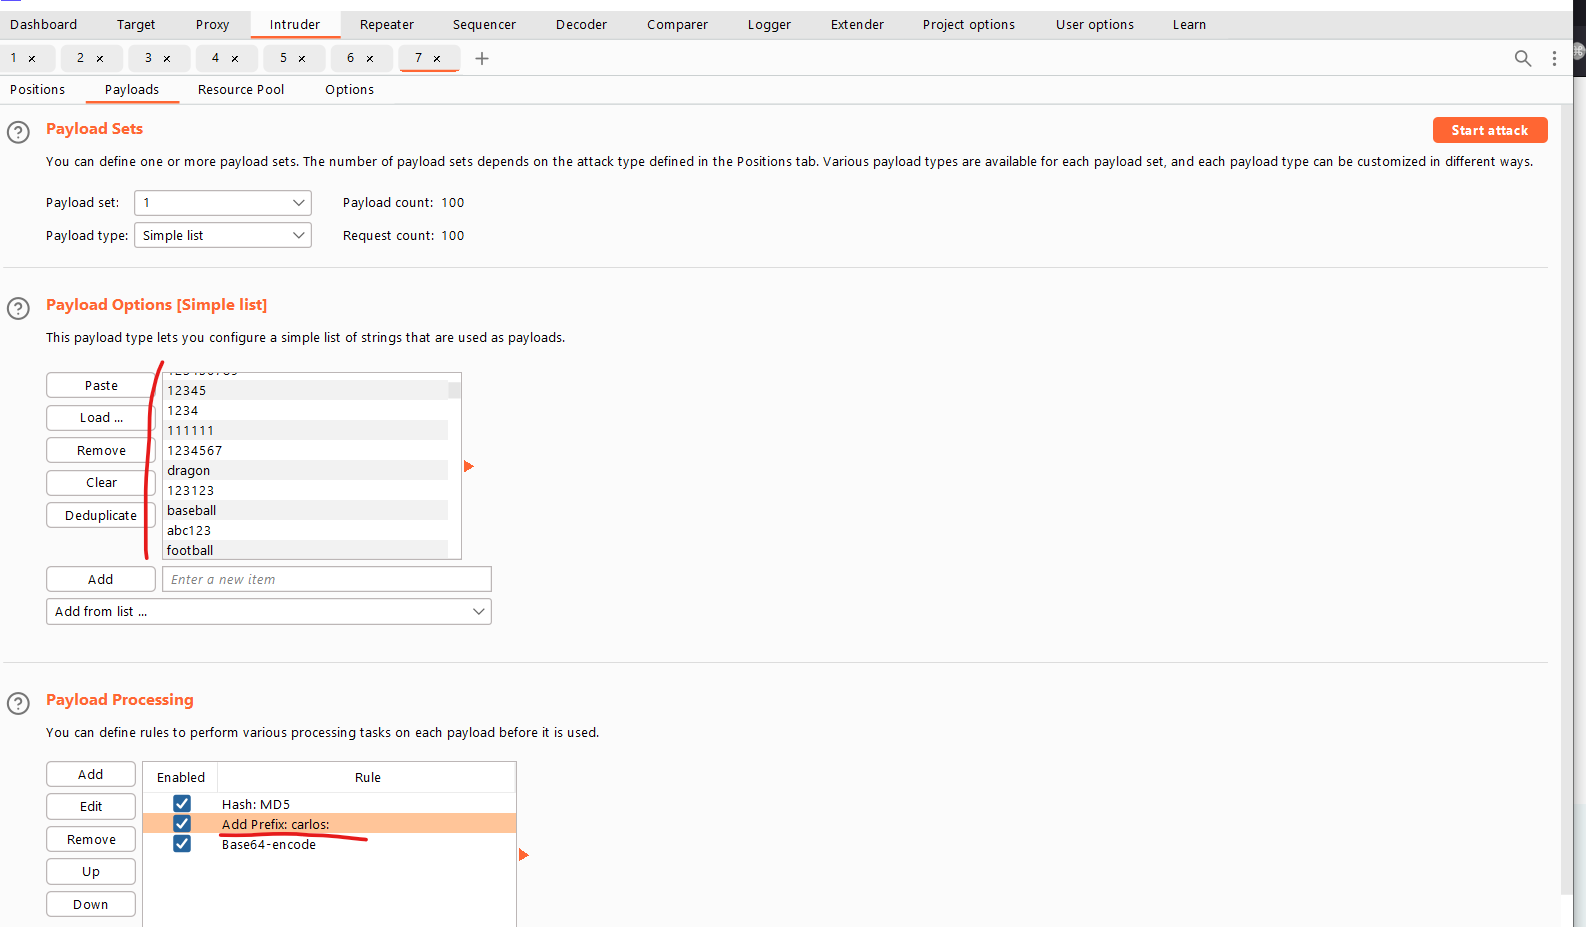 Dashboard Target Proxy Intruder Repeater Sequencer Decoder Comparer Logger Extender Project options User options Learn
1 × 2 × 3 × 4 × 5 × 6 × 7 × +
Positions Payloads Resource Pool Options
? Payload Sets Start attack
You can define one or more payload sets. The number of payload sets depends on the attack type defined in the Positions tab. Various payload types are available for each payload set, and each payload type can be customized in different ways.
Payload set: 1 Payload count: 100
Payload type: Simple list Request count: 100
? Payload Options [Simple list]
This payload type lets you configure a simple list of strings that are used as payloads.
Paste
Load ...
Remove
Clear
Deduplicate
12345
1234
111111
1234567
dragon
123123
baseball
abc123
football
Add Enter a new item
Add from list ...
? Payload Processing
You can define rules to perform various processing tasks on each payload before it is used.
Add
Edit
Remove
Up
Down
Enabled Rule
Hash: MD5
Add Prefix: carlos:
Base64-encode